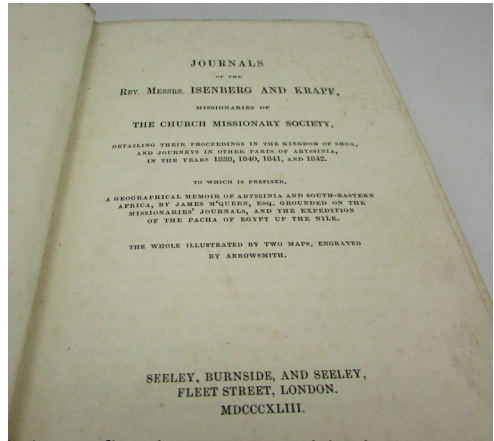 JOURNALS
OF THE
REV. MESSRS. ISENBERG AND KRAPF,
MISSIONARIES OF
THE CHURCH MISSIONARY SOCIETY,
DETAILING THEIR PROCEEDINGS IN THE KINGDOM OF SHOA,
AND JOURNEYS IN OTHER PARTS OF ABYSSINIA,
IN THE YEARS 1839, 1840, 1841, AND 1842.
TO WHICH IS PREFIXED,
A GEOGRAPHICAL MEMOIR OF ABYSSINIA AND SOUTH-EASTERN
AFRICA, BY JAMES M'QUEEN, ESQ. GROUNDED ON THE
MISSIONARIES' JOURNALS, AND THE EXPEDITION
OF THE PACHA OF EGYPT UP THE NILE.
THE WHOLE ILLUSTRATED BY TWO MAPS, ENGRAVED
BY ARROWSMITH.
SEELEY, BURNSIDE, AND SEELEY,
FLEET STREET, LONDON.
MDCCCXLIII.